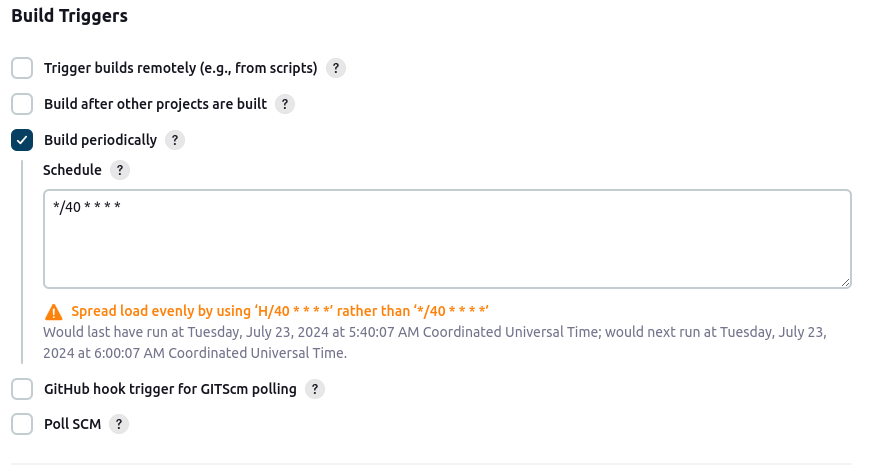 Build Triggers
Trigger builds remotely (e.g., from scripts) ?
Build after other projects are built ?
Build periodically ?
Schedule ?
*/40 * * * *
Spread load evenly by using ‘H/40 * * * *’ rather than ‘*/40 * * * *’
Would last have run at Tuesday, July 23, 2024 at 5:40:07 AM Coordinated Universal Time; would next run at Tuesday, July 23,
2024 at 6:00:07 AM Coordinated Universal Time.
GitHub hook trigger for GITScm polling ?
Poll SCM ?